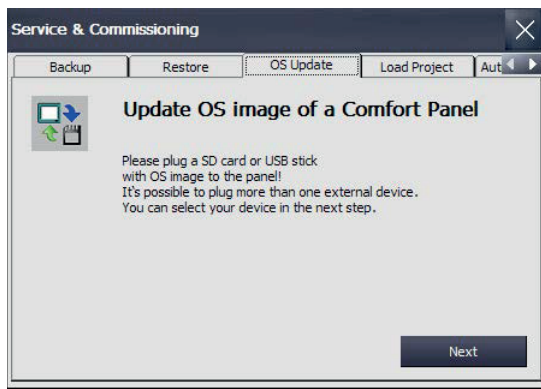 Service & Commissioning
Backup Restore OS Update Load Project Aut
Update OS image of a Comfort Panel
Please plug a SD card or USB stick
with OS image to the panel!
It's possible to plug more than one external device.
You can select your device in the next step.
Next